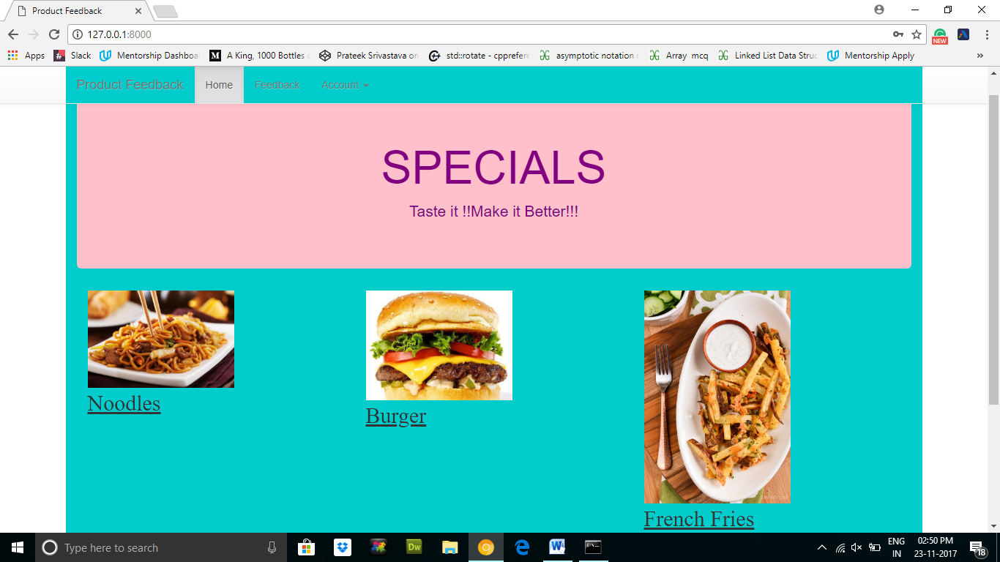 Product Feedback
127.0.0.1:8000
NEW
Apps Slack Mentorship Dashboa A King, 1000 Bottles Prateek Srivastava on std::rotate - cpprefere asymptotic notation Array mcq Linked List Data Struc Mentorship Apply »
Product Feedback Home Feedback Account
SPECIALS
Taste it !!Make it Better!!!
Noodles
Burger
French Fries
Type here to search
Dw
W
ENG
IN
02:50 PM
23-11-2017
18